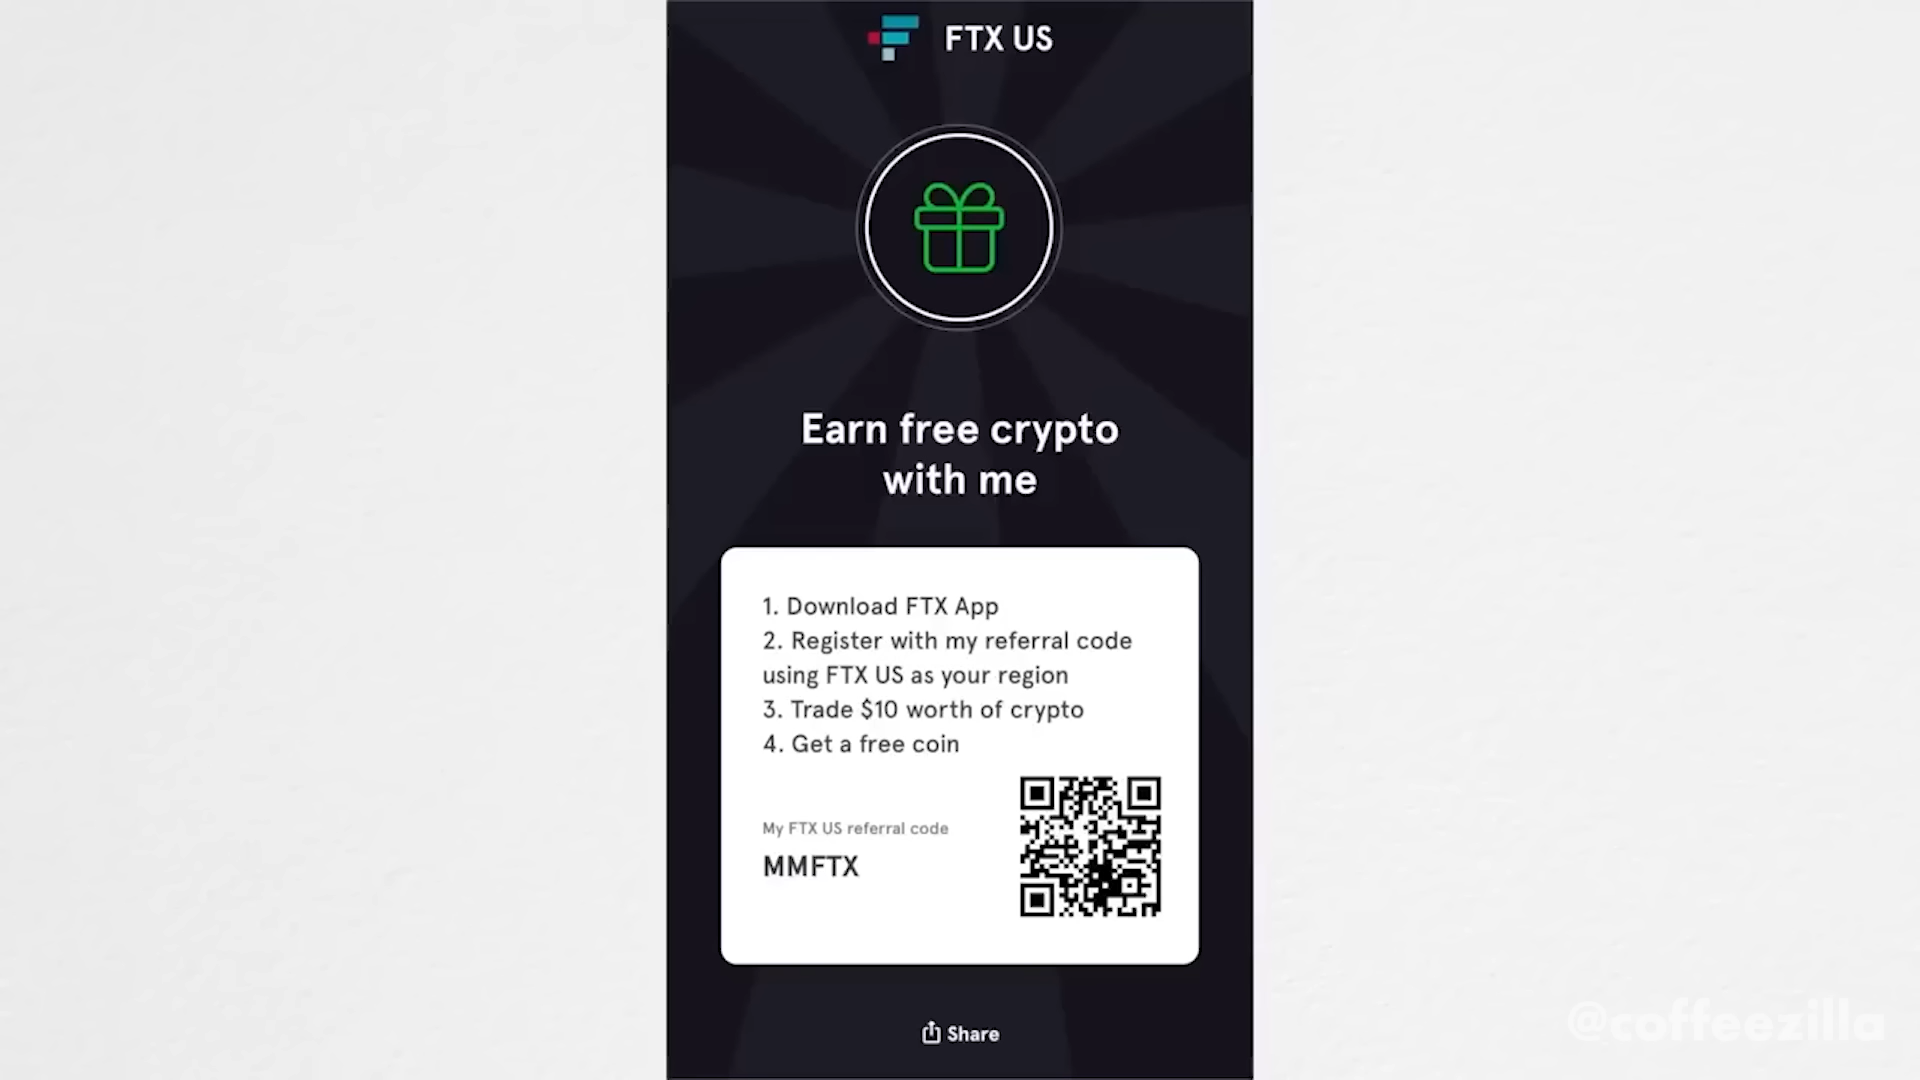 FTX US
Earn free crypto
with me
1. Download FTX App
2. Register with my referral code
using FTX US as your region
3. Trade $10 worth of crypto
4. Get a free coin
My FTX US referral code
MMFTX
Share
@coffeezilla